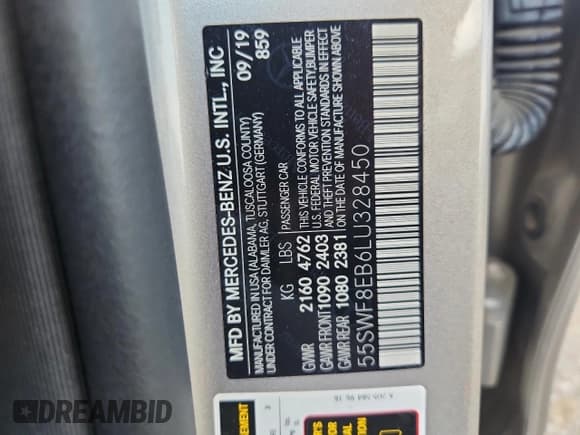 MFD BY MERCEDES-BENZ U.S. INTL., INC
MANUFACTURED IN USA (ALABAMA, TUSCALOOSA COUNTY) 09/19
UNDER CONTRACT FOR DAIMLER AG, STUTTGART (GERMANY) 859
KG LBS PASSENGER CAR
GVWR 2160 4762 THIS VEHICLE CONFORMS TO ALL APPLICABLE
GAWR FRONT 1090 2403 U.S. FEDERAL MOTOR VEHICLE SAFETY, BUMPER
GAWR REAR 1080 2381 AND THEFT PREVENTION STANDARDS IN EFFECT
ON THE DATE OF MANUFACTURE SHOWN ABOVE
55SWF8EB6LU328450
DREAMBID